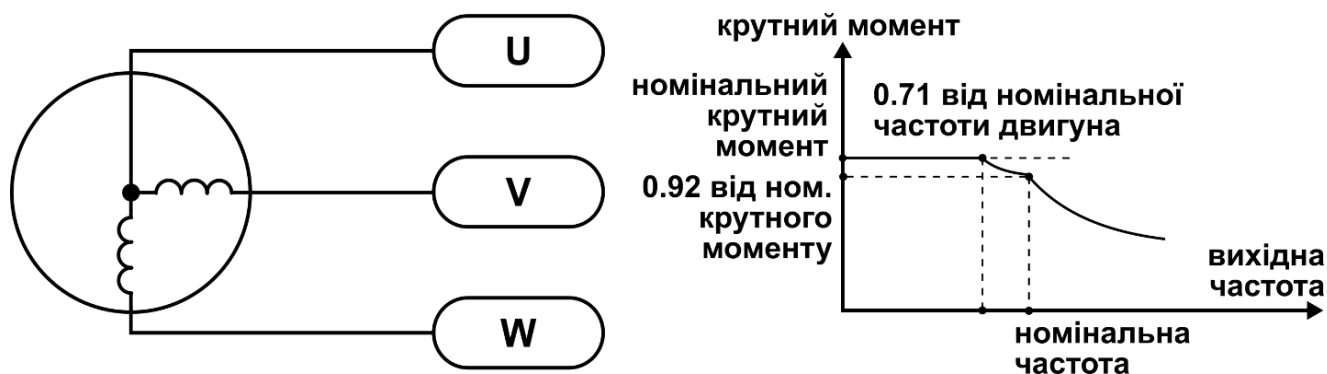 U
V
W
крутний момент
номінальний
крутний
момент
0.71 від номінальної
частоти двигуна
0.92 від ном.
крутного
моменту
вихідна
частота
номінальна
частота